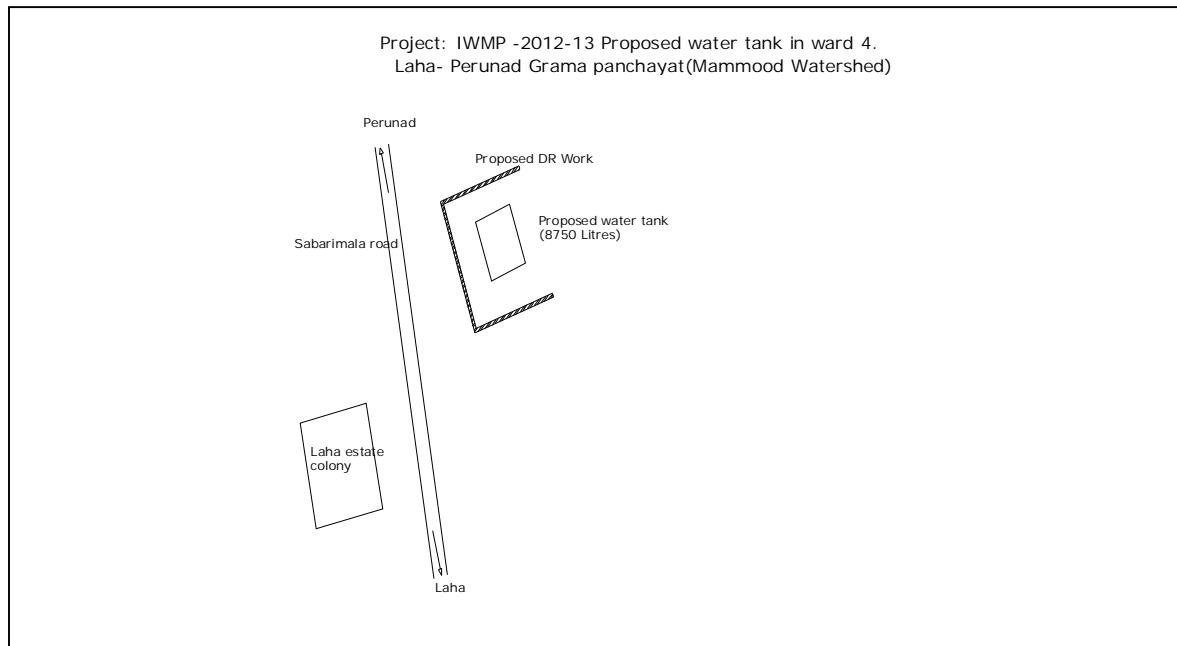 Project: IWMP -2012-13 Proposed water tank in ward 4.
Laha- Perunad Grama panchayat(Mammood Watershed)
Perunad
Proposed DR Work
Proposed water tank
(8750 Litres)
Sabarimala road
Laha estate
colony
Laha